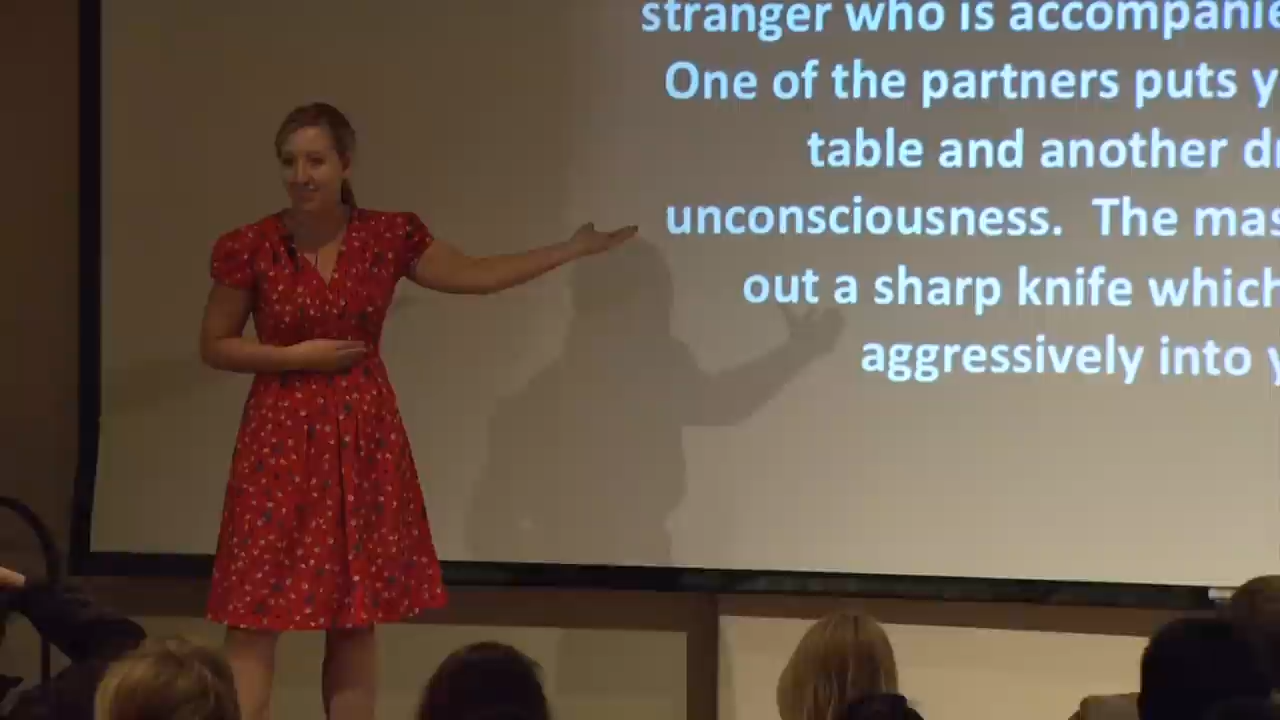 stranger who is accompanie
One of the partners puts y
table and another dr
unconsciousness. The mas
out a sharp knife which
aggressively into y